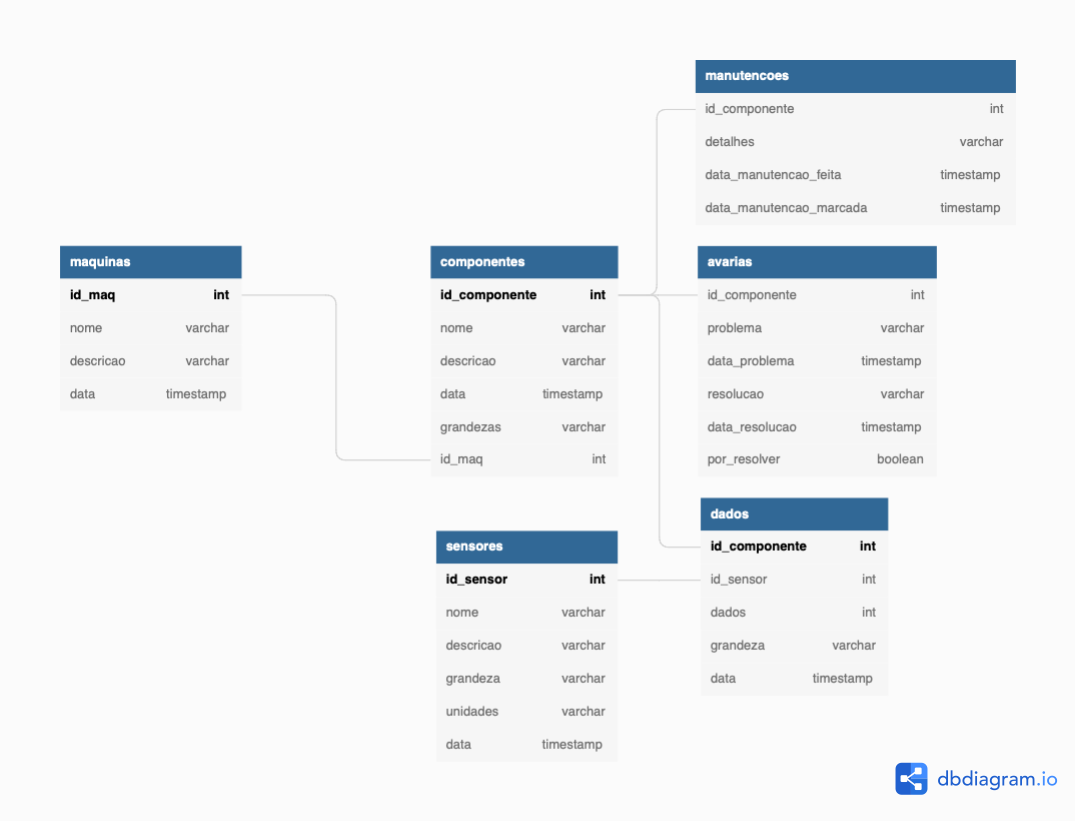 manutencoes
id_componente int
detalhes varchar
data_manutencao_feita timestamp
data_manutencao_marcada timestamp
maquinas
id_maq int
nome varchar
descricao varchar
data timestamp
componentes
id_componente int
nome varchar
descricao varchar
data timestamp
grandezas varchar
id_maq int
avarias
id_componente int
problema varchar
data_problema timestamp
resolucao varchar
data_resolucao timestamp
por_resolver boolean
sensores
id_sensor int
nome varchar
descricao varchar
grandeza varchar
unidades varchar
data timestamp
dados
id_componente int
id_sensor int
dados int
grandeza varchar
data timestamp
dbdiagram.io